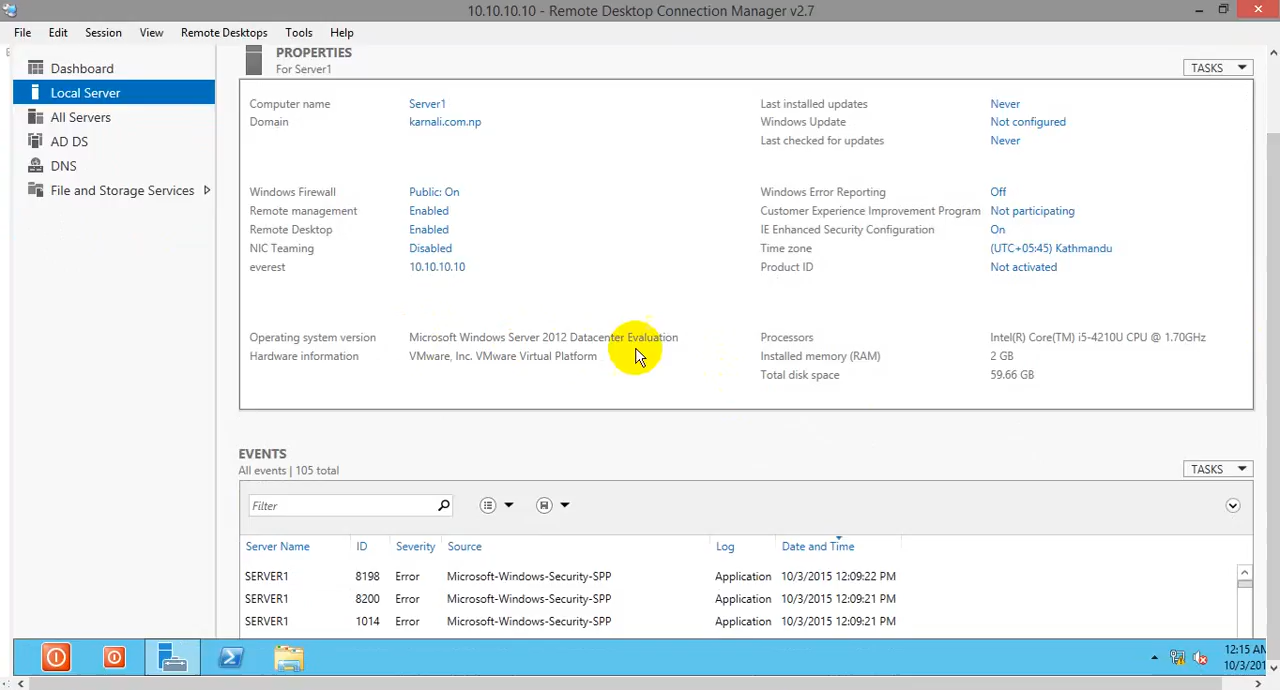 10.10.10.10 - Remote Desktop Connection Manager v2.7
File Edit Session View Remote Desktops Tools Help
Dashboard
Local Server
All Servers
AD DS
DNS
File and Storage Services
PROPERTIES
For Server1
TASKS
Computer name Server1
Domain karnali.com.np
Last installed updates Never
Windows Update Not configured
Last checked for updates Never
Windows Firewall Public: On
Remote management Enabled
Remote Desktop Enabled
NIC Teaming Disabled
everest 10.10.10.10
Windows Error Reporting Off
Customer Experience Improvement Program Not participating
IE Enhanced Security Configuration On
Time zone (UTC+05:45) Kathmandu
Product ID Not activated
Operating system version Microsoft Windows Server 2012 Datacenter Evaluation
Hardware information VMware, Inc. VMware Virtual Platform
Processors Intel(R) Core(TM) i5-4210U CPU @ 1.70GHz
Installed memory (RAM) 2 GB
Total disk space 59.66 GB
EVENTS
All events | 105 total
TASKS
Filter
Server Name ID Severity Source Log Date and Time
SERVER1 8198 Error Microsoft-Windows-Security-SPP Application 10/3/2015 12:09:22 PM
SERVER1 8200 Error Microsoft-Windows-Security-SPP Application 10/3/2015 12:09:21 PM
SERVER1 1014 Error Microsoft-Windows-Security-SPP Application 10/3/2015 12:09:21 PM
12:15 AM
10/3/201